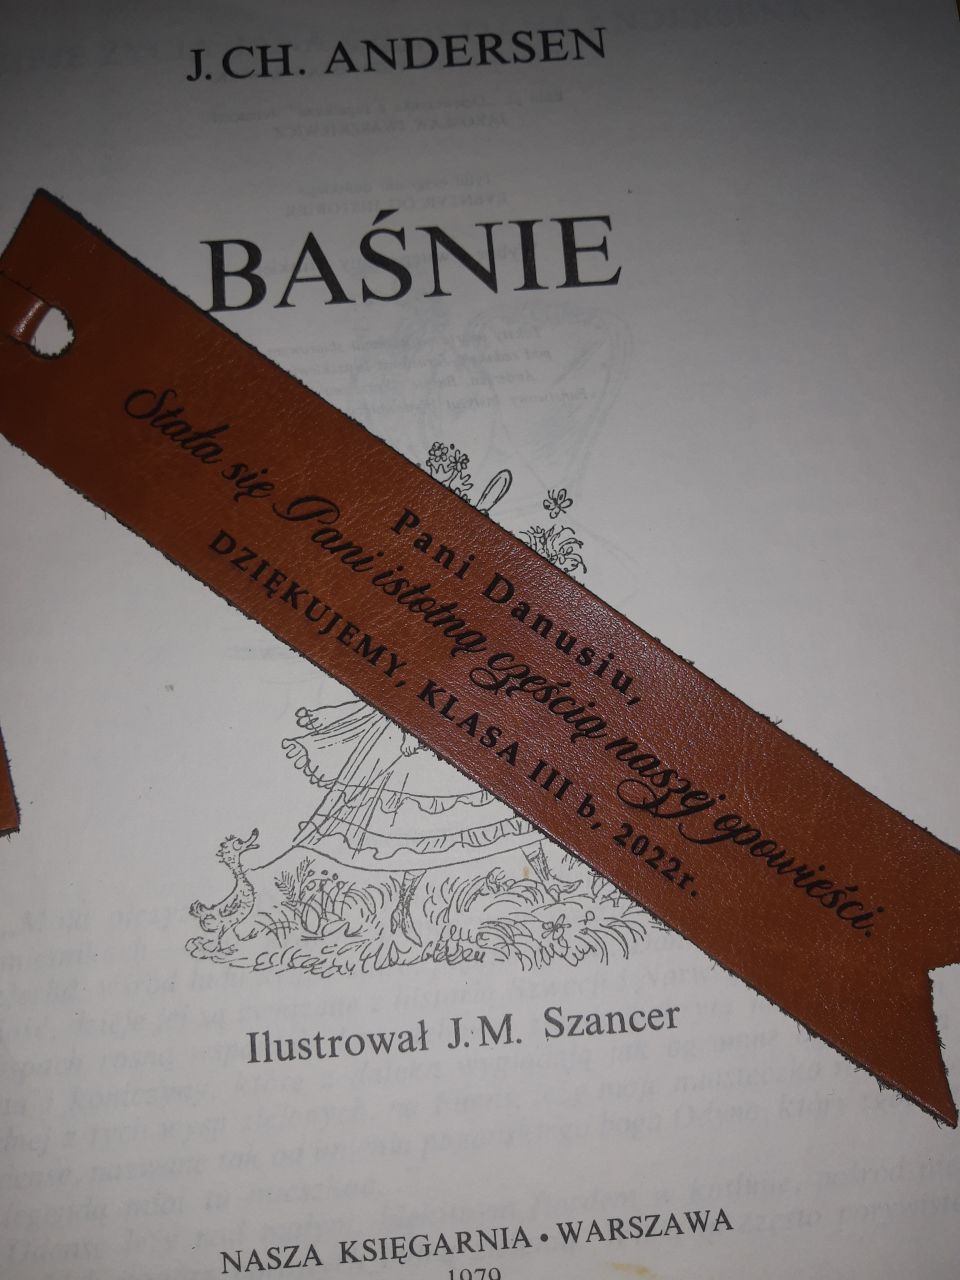 J. CH. ANDERSEN
BAŚNIE
Pani Danusiu,
Stała się Pani istotną częścią naszej opowieści.
DZIĘKUJEMY, KLASA III b, 2022r.
Ilustrował J. M. Szancer
NASZA KSIĘGARNIA • WARSZAWA
1979